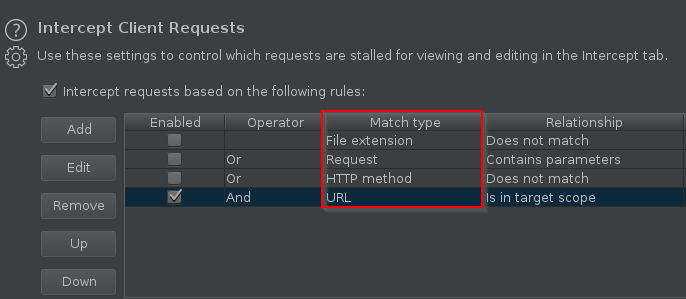 Intercept Client Requests
Use these settings to control which requests are stalled for viewing and editing in the Intercept tab.
Intercept requests based on the following rules:
Add
Edit
Remove
Up
Down
Enabled Operator Match type Relationship
File extension Does not match
Or Request Contains parameters
Or HTTP method Does not match
And URL Is in target scope